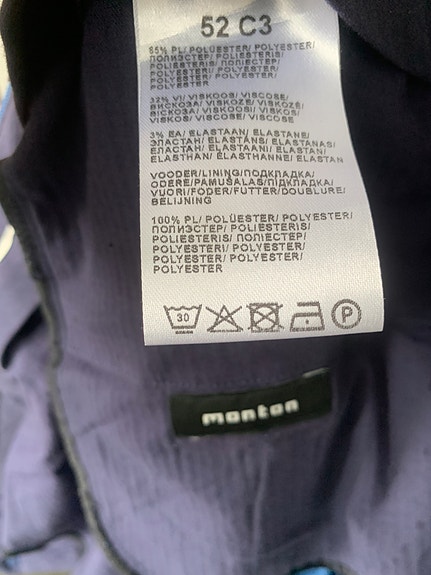 52 C3
65% PL/ POLÜESTER/ POLYESTER/
ПОЛИЭСТЕР/ POLIESTERIS/
POLIESTERIS/ ПОЛІЕСТЕР/
POLYESTERI/ POLYESTER/
POLYESTER/ POLYESTER/
POLYESTER
32% VI/ VISKOOS/ VISCOSE/
ВИСКОЗА/ VISKOZE/ VISKOZĖ/
ВІСКОЗА/ VISKOOSI/ VISKOS/
VISKOS/ VISCOSE/ VISCOSE
3% EA/ ELASTAAN/ ELASTANE/
ЭЛАСТАН/ ELASTĀNS/ ELASTANAS/
ЕЛАСТАН/ ELASTAANI/ ELASTAN/
ELASTHAN/ ÉLASTHANNE/ ELASTAN
VOODER/LINING/ПОДКЛАДКА/
ODERE/PAMUŠALAS/ПІДКЛАДКА/
VUORI/FODER/FUTTER/DOUBLURE/
BELIJNING
100% PL/ POLÜESTER/ POLYESTER/
ПОЛИЭСТЕР/ POLIESTERIS/
POLIESTERIS/ ПОЛІЕСТЕР/
POLYESTERI/ POLYESTER/
POLYESTER/ POLYESTER/
POLYESTER
30 P
monton